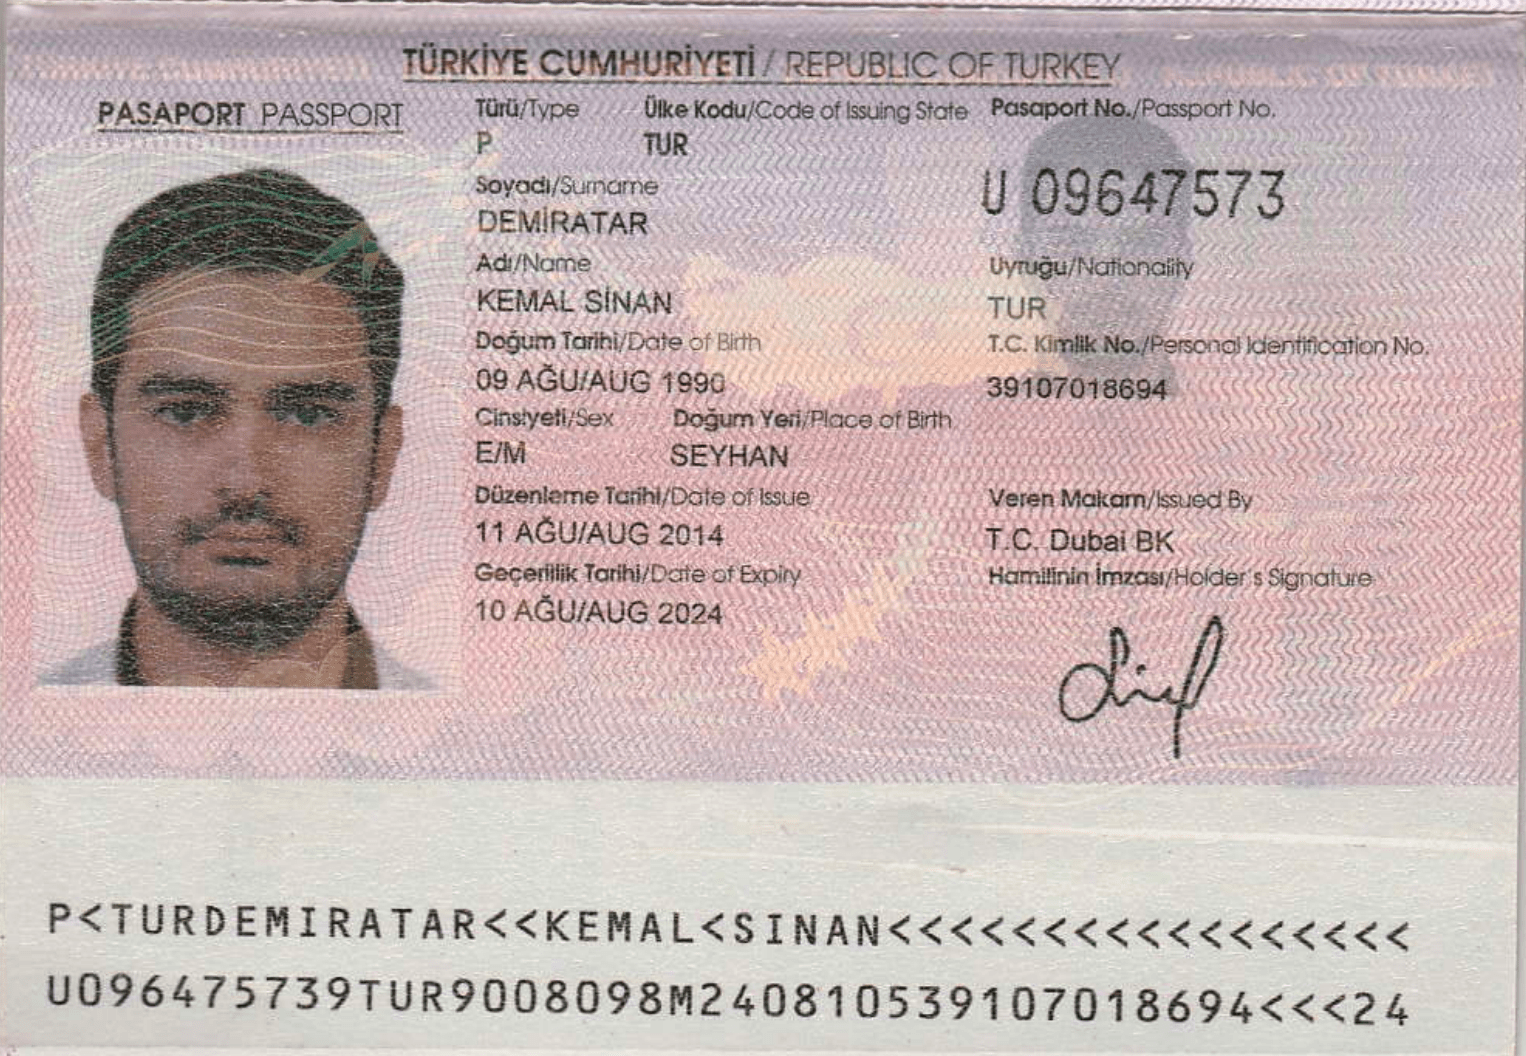 TÜRKİYE CUMHURİYETİ / REPUBLIC OF TURKEY
PASAPORT PASSPORT
Türü/Type Ülke Kodu/Code of Issuing State Pasaport No./Passport No.
P TUR
U 09647573
Soyadı/Surname
DEMİRATAR
Adı/Name Uyruğu/Nationality
KEMAL SİNAN TUR
Doğum Tarihi/Date of Birth T.C. Kimlik No./Personal Identification No.
09 AĞU/AUG 1990 39107018694
Cinsiyeti/Sex Doğum Yeri/Place of Birth
E/M SEYHAN
Düzenleme Tarihi/Date of Issue Veren Makam/Issued By
11 AĞU/AUG 2014 T.C. Dubai BK
Geçerlilik Tarihi/Date of Expiry Hamilinin İmzası/Holder's Signature
10 AĞU/AUG 2024
P<TURDEMIRATAR<<KEMAL<SINAN<<<<<<<<<<<<<<<<<
U096475739TUR9008098M240810539107018694<<<24